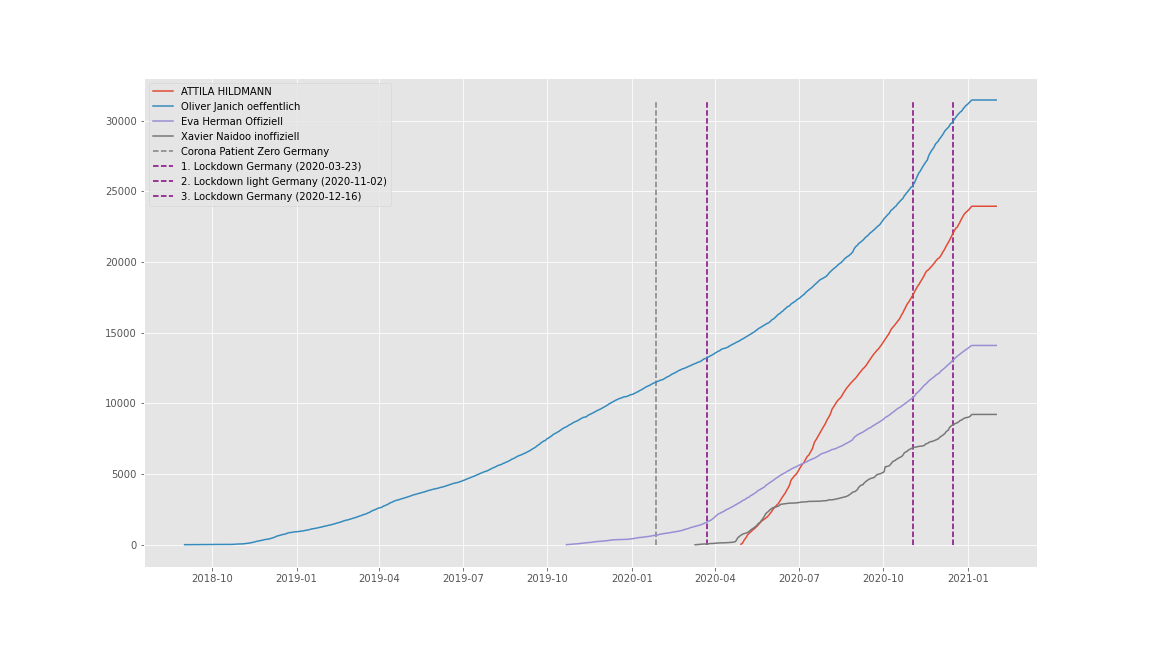 ATTILA HILDMANN
Oliver Janich oeffentlich
Eva Herman Offiziell
Xavier Naidoo inoffiziell
Corona Patient Zero Germany
1. Lockdown Germany (2020-03-23)
2. Lockdown light Germany (2020-11-02)
3. Lockdown Germany (2020-12-16)
30000
25000
20000
15000
10000
5000
0
2018-10 2019-01 2019-04 2019-07 2019-10 2020-01 2020-04 2020-07 2020-10 2021-01